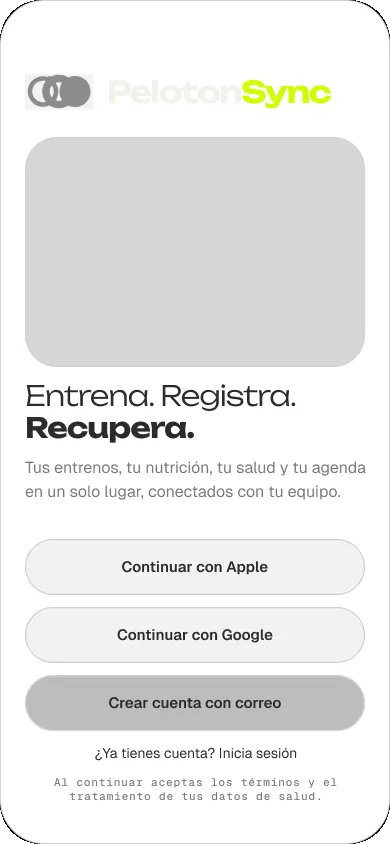 PelotonSync
Entrena. Registra.
Recupera.
Tus entrenos, tu nutrición, tu salud y tu agenda
en un solo lugar, conectados con tu equipo.
Continuar con Apple
Continuar con Google
Crear cuenta con correo
¿Ya tienes cuenta? Inicia sesión
Al continuar aceptas los términos y el
tratamiento de tus datos de salud.